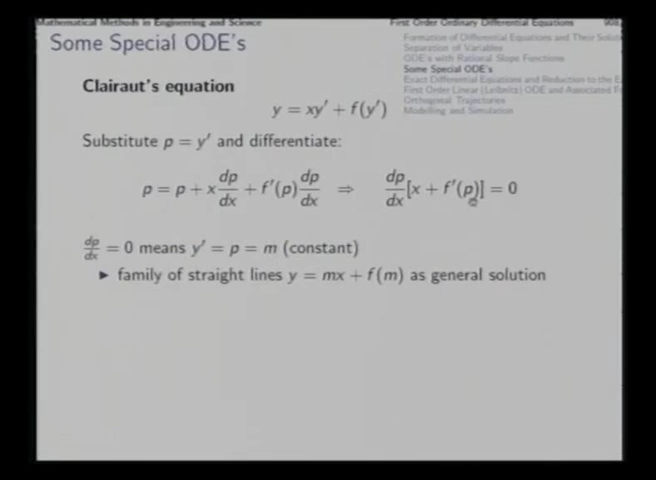 Mathematical Methods in Engineering and Science
First Order Ordinary Differential Equations
Some Special ODE's
Formation of Differential Equations and Their
Separation of Variables
ODE's with Rational Slope Functions
Some Special ODE's
Exact Differential Equations and Reduction to the
First Order Linear (Leibnitz) ODE and Associated
Orthogonal Trajectories
Modelling and Simulation
Clairaut's equation
y = xy′ + f(y′)
Substitute p = y′ and differentiate:
p = p + x dp/dx + f′(p) dp/dx ⇒ dp/dx [x + f′(p)] = 0
dp/dx = 0 means y′ = p = m (constant)
► family of straight lines y = mx + f(m) as general solution